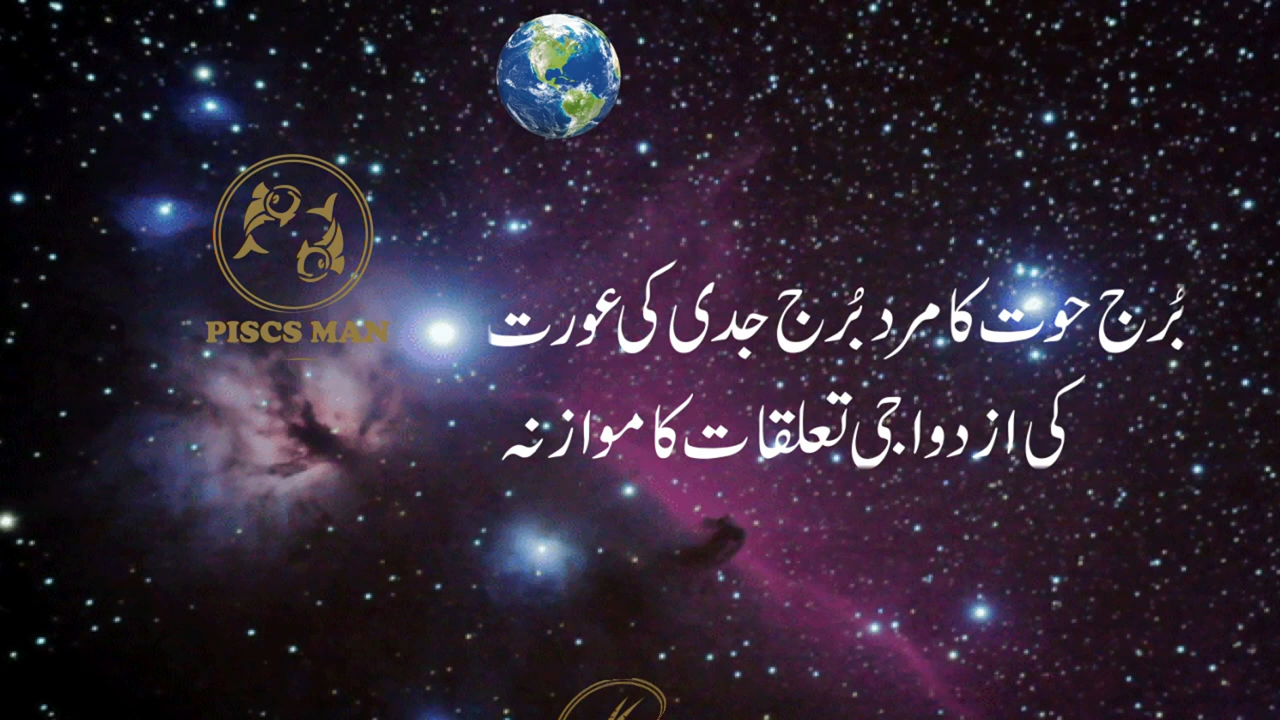 PISCS MAN
بُرج حوت کا مرد بُرج جدی کی عورت
کی ازدواجی تعلقات کا موازنہ